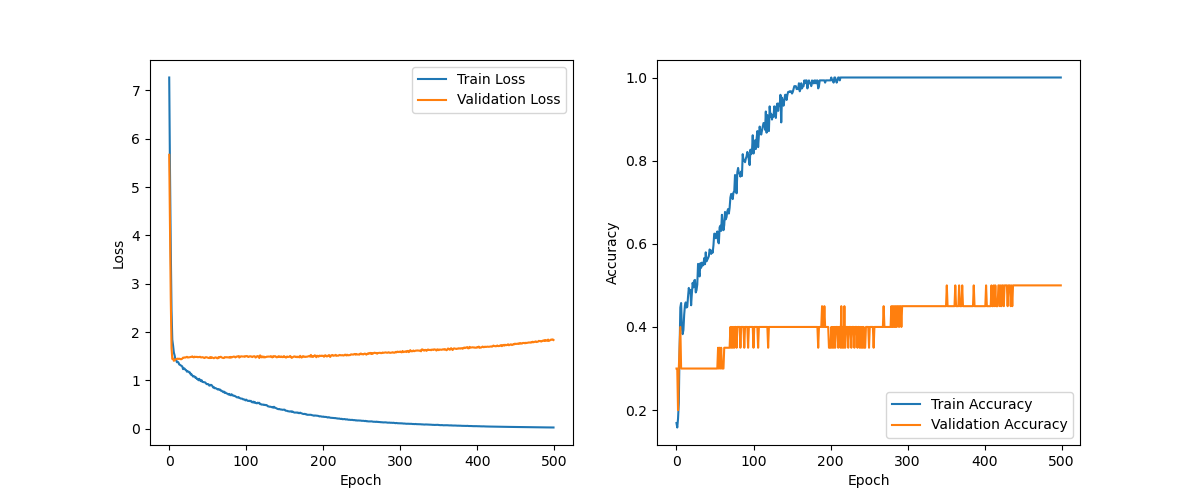 Train Loss
Validation Loss
7
6
5
4
3
2
1
0
Loss
0 100 200 300 400 500
Epoch
1.0
0.8
0.6
0.4
0.2
Accuracy
Train Accuracy
Validation Accuracy
0 100 200 300 400 500
Epoch